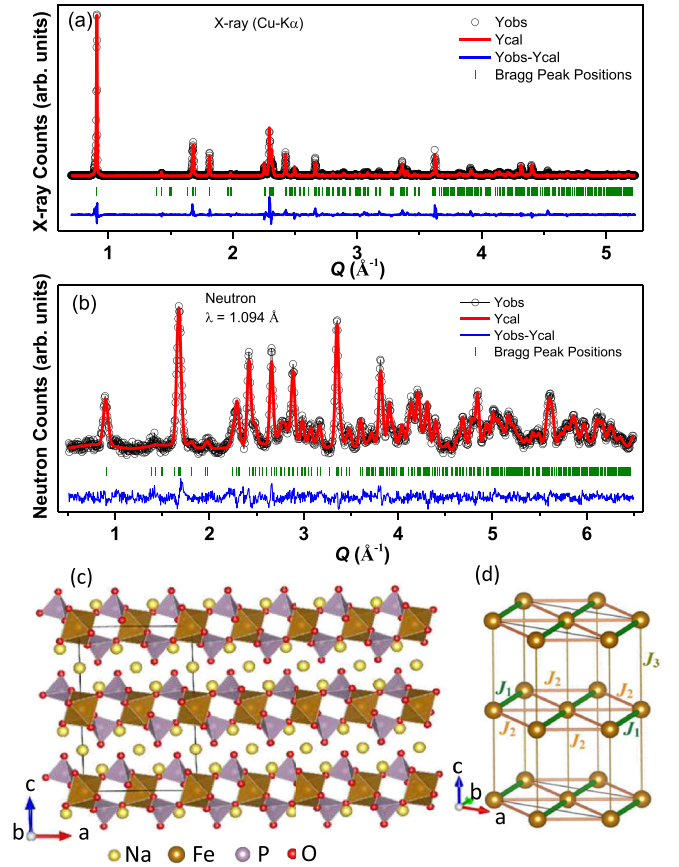 (a)
X-ray (Cu-Kα)
Yobs
Ycal
Yobs-Ycal
Bragg Peak Positions
X-ray Counts (arb. units)
1 2 3 4 5
Q (Å⁻¹)
(b)
Neutron
λ = 1.094 Å
Yobs
Ycal
Yobs-Ycal
Bragg Peak Positions
Neutron Counts (arb. units)
1 2 3 4 5 6
Q (Å⁻¹)
(c)
c
b
a
Na Fe P O
(d)
J₃
J₁ J₂ J₂
J₂ J₂ J₁
c
b
a